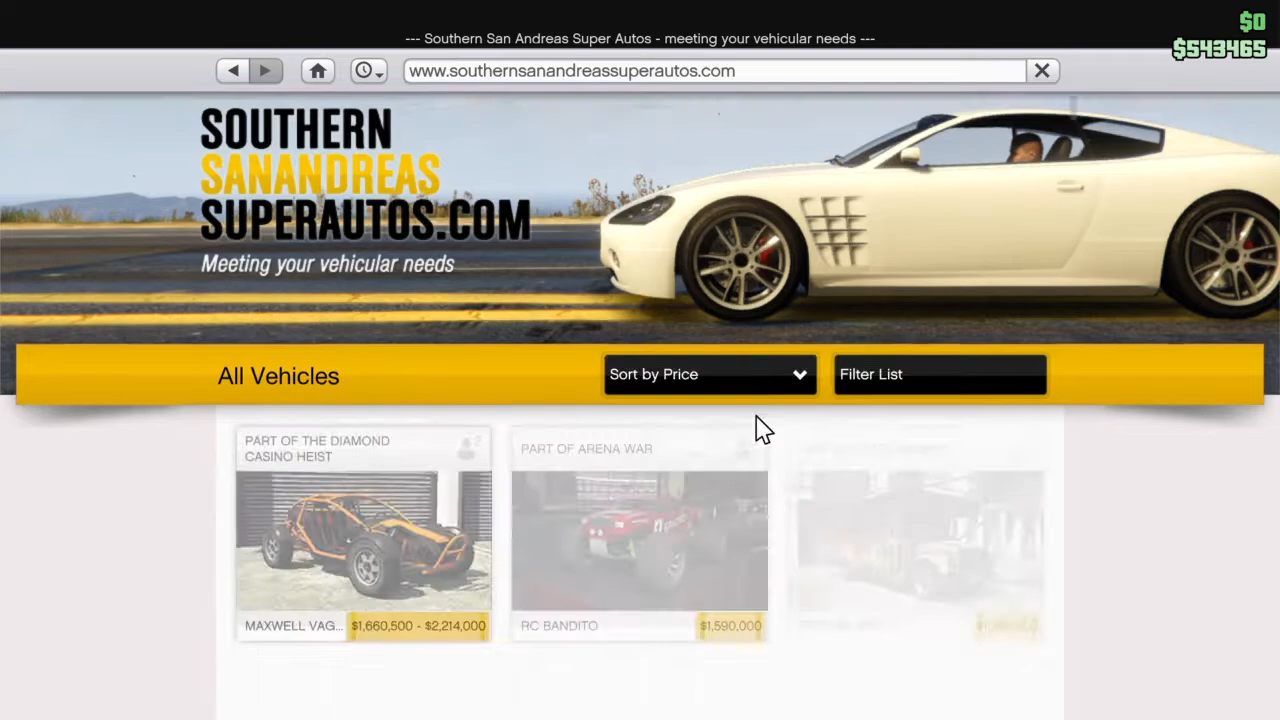 $0
$543465
--- Southern San Andreas Super Autos - meeting your vehicular needs ---
www.southernsanandreassuperautos.com
SOUTHERN
SANANDREAS
SUPERAUTOS.COM
Meeting your vehicular needs
All Vehicles
Sort by Price
Filter List
PART OF THE DIAMOND
CASINO HEIST
PART OF ARENA WAR
MAXWELL VAG...
$1,660,500 - $2,214,000
RC BANDITO
$1,590,000